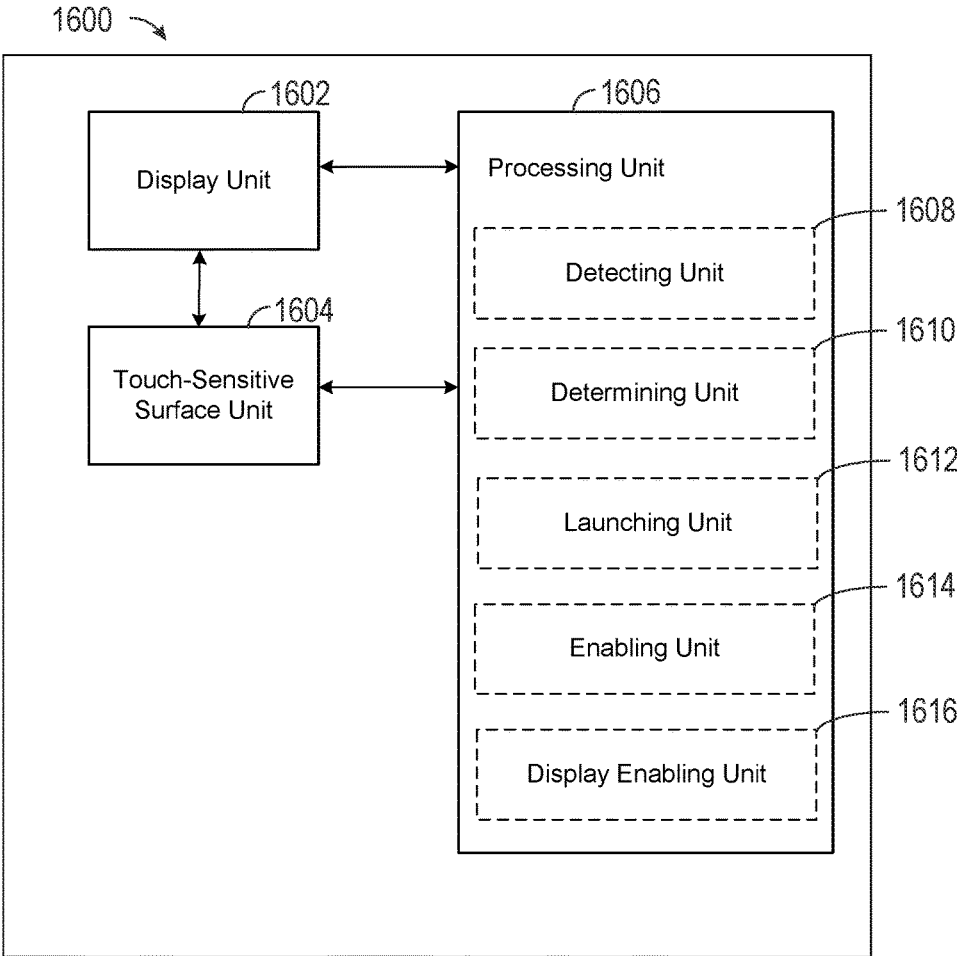 1600
1602
Display Unit
1604
Touch-Sensitive
Surface Unit
1606
Processing Unit
1608
Detecting Unit
1610
Determining Unit
1612
Launching Unit
1614
Enabling Unit
1616
Display Enabling Unit